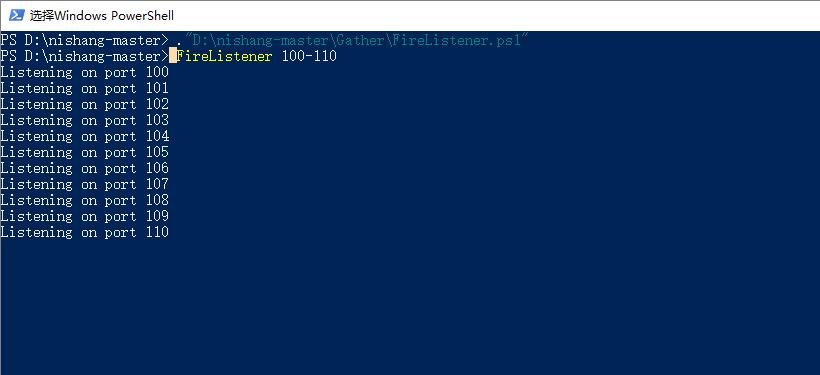 选择Windows PowerShell
PS D:\nishang-master> ."D:\nishang-master\Gather\FireListener.ps1"
PS D:\nishang-master> FireListener 100-110
Listening on port 100
Listening on port 101
Listening on port 102
Listening on port 103
Listening on port 104
Listening on port 105
Listening on port 106
Listening on port 107
Listening on port 108
Listening on port 109
Listening on port 110